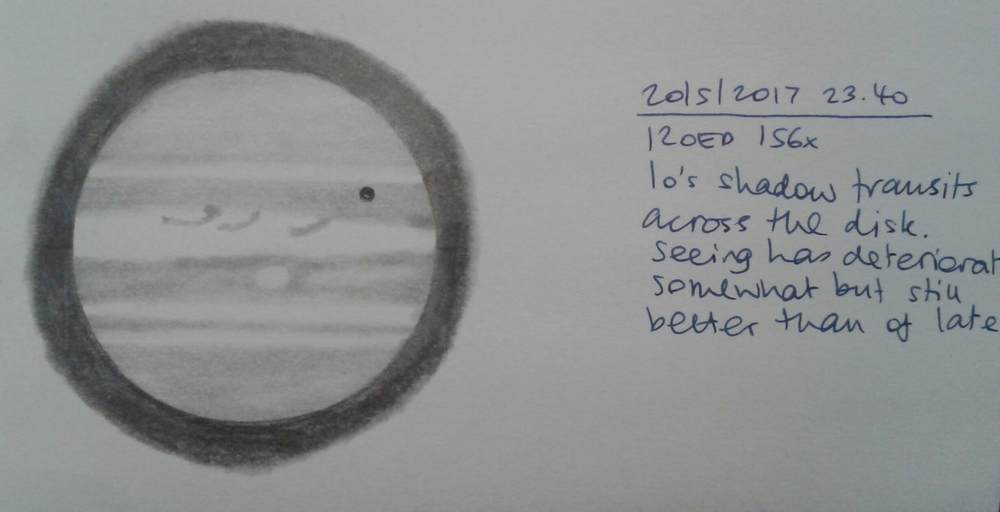 20/5/2017 23.40
120ED 156x
Io's shadow transits
across the disk.
seeing has deteriorat
somewhat but still
better than of late